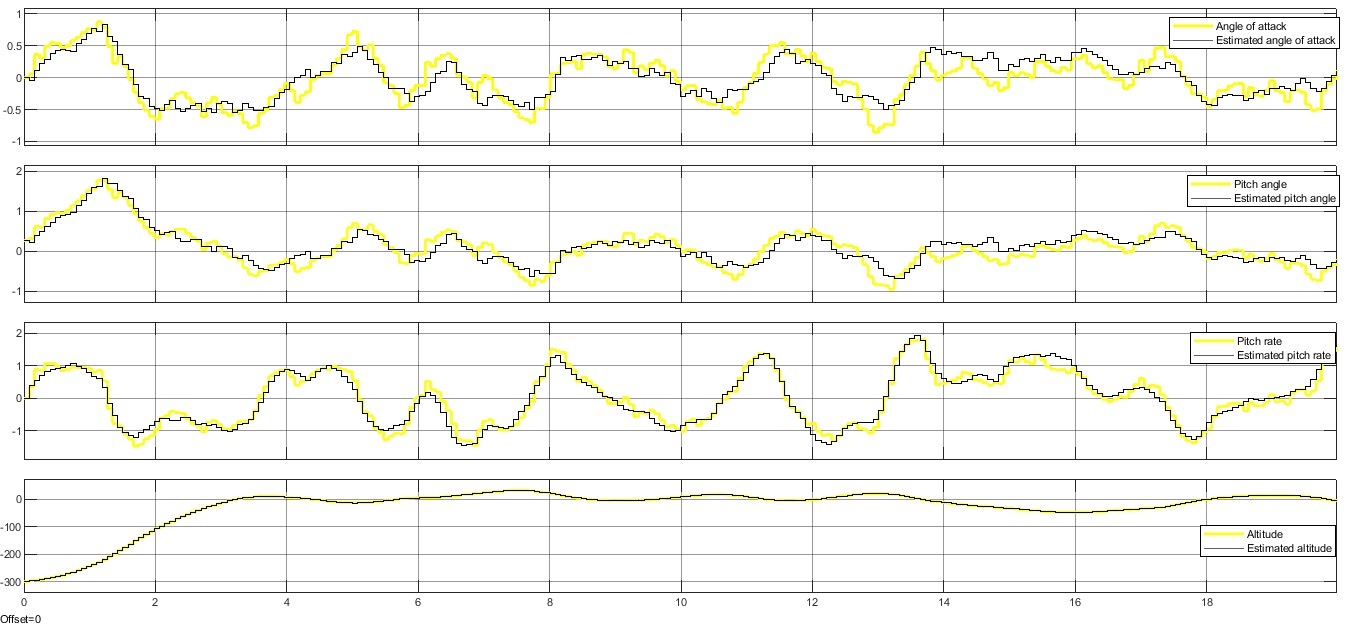 1
0.5
0
-0.5
-1
Angle of attack
Estimated angle of attack
2
1
0
-1
Pitch angle
Estimated pitch angle
2
1
0
-1
Pitch rate
Estimated pitch rate
0
-100
-200
-300
Altitude
Estimated altitude
0 2 4 6 8 10 12 14 16 18
Offset=0